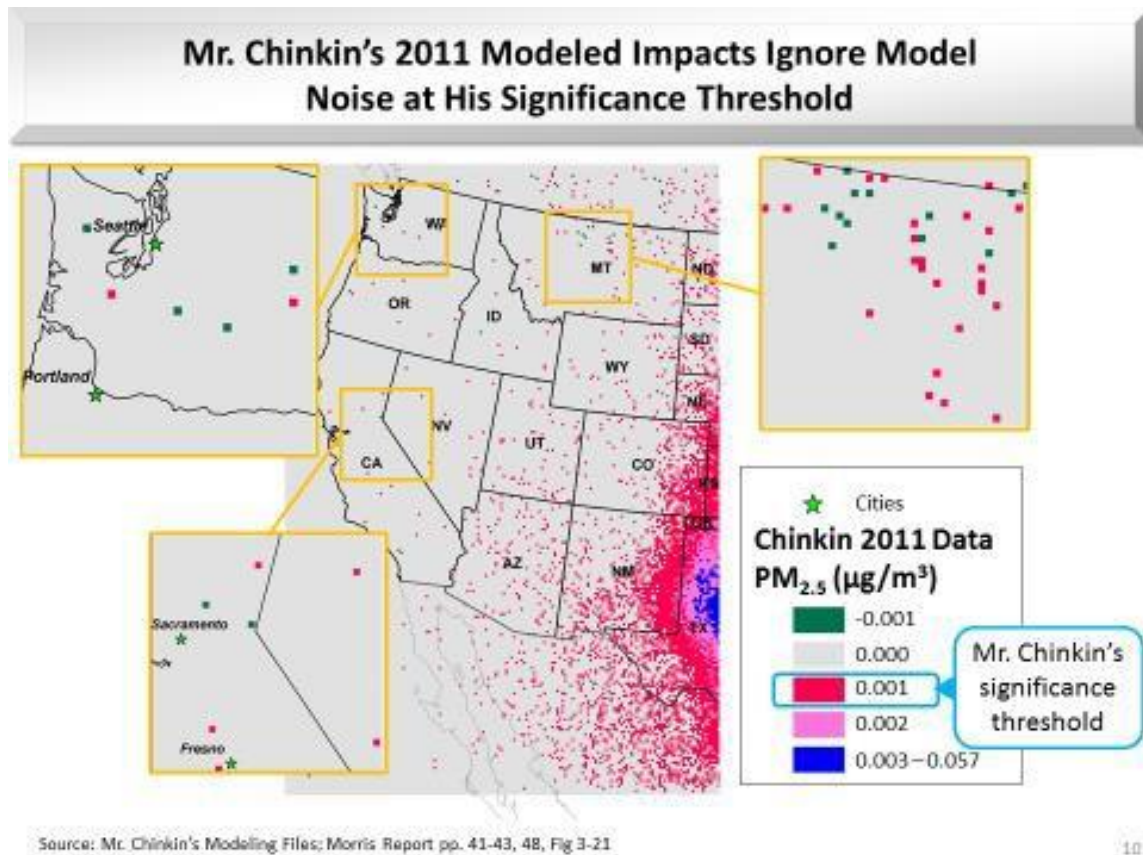 Mr. Chinkin's 2011 Modeled Impacts Ignore Model
Noise at His Significance Threshold
Seattle
Portland
WA
MT
ND
OR
ID
SD
WY
NE
NV
UT
CO
CA
KS
AZ
NM
TX
Sacramento
Fresno
Cities
Chinkin 2011 Data
PM2.5 (µg/m³)
-0.001
0.000
0.001
0.002
0.003 – 0.057
Mr. Chinkin's
significance
threshold
Source: Mr. Chinkin's Modeling Files; Morris Report pp. 41-43, 48, Fig 3-21
10